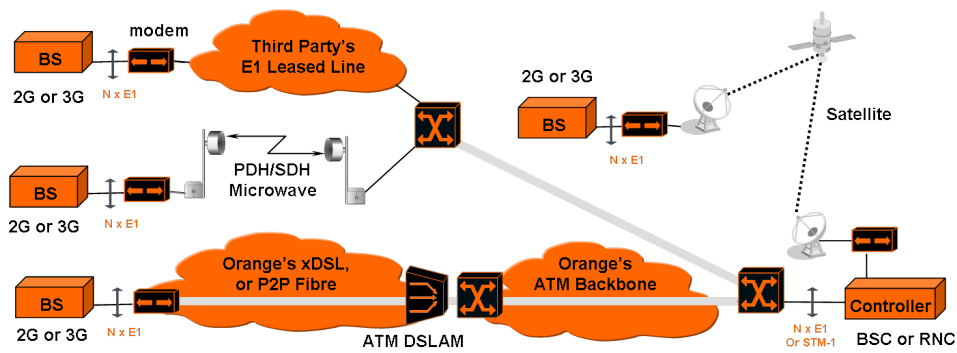 modem
BS
N x E1
2G or 3G
Third Party's
E1 Leased Line
2G or 3G
BS
N x E1
Satellite
PDH/SDH
Microwave
BS
N x E1
2G or 3G
Orange's xDSL,
or P2P Fibre
Orange's
ATM Backbone
BS
N x E1
2G or 3G
ATM DSLAM
Controller
N x E1
Or STM-1
BSC or RNC